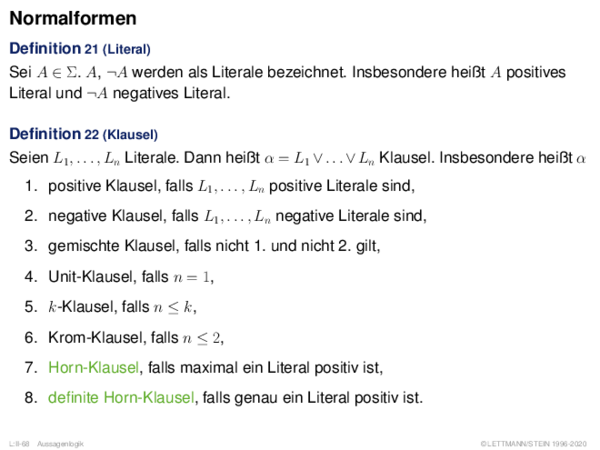 Normalformen
Definition 21 (Literal)
Sei A ∈ Σ. A, ¬A werden als Literale bezeichnet. Insbesondere heißt A positives
Literal und ¬A negatives Literal.
Definition 22 (Klausel)
Seien L₁, . . . , Lₙ Literale. Dann heißt α = L₁ ∨ . . . ∨ Lₙ Klausel. Insbesondere heißt α
1. positive Klausel, falls L₁, . . . , Lₙ positive Literale sind,
2. negative Klausel, falls L₁, . . . , Lₙ negative Literale sind,
3. gemischte Klausel, falls nicht 1. und nicht 2. gilt,
4. Unit-Klausel, falls n = 1,
5. k-Klausel, falls n ≤ k,
6. Krom-Klausel, falls n ≤ 2,
7. Horn-Klausel, falls maximal ein Literal positiv ist,
8. definite Horn-Klausel, falls genau ein Literal positiv ist.
L:II-68 Aussagenlogik
© LETTMANN/STEIN 1996-2020